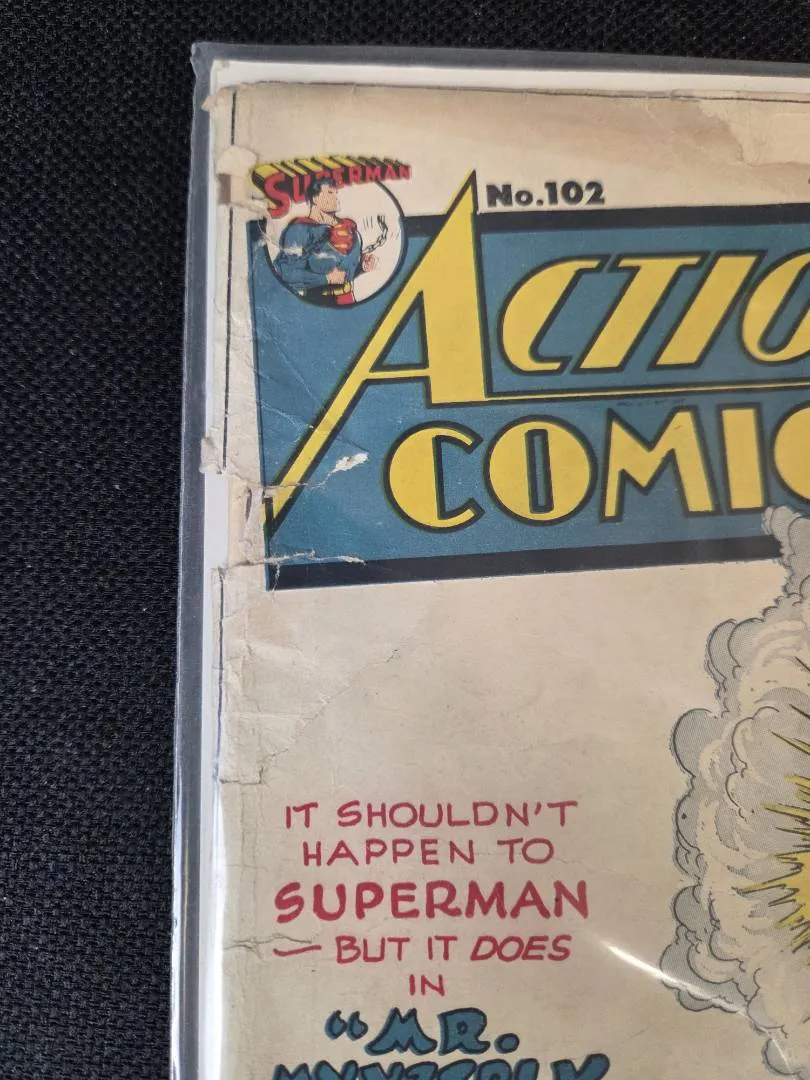 SUPERMAN
No.102
ACTIO
COMIC
IT SHOULDN'T
HAPPEN TO
SUPERMAN
— BUT IT DOES
IN
"MR.